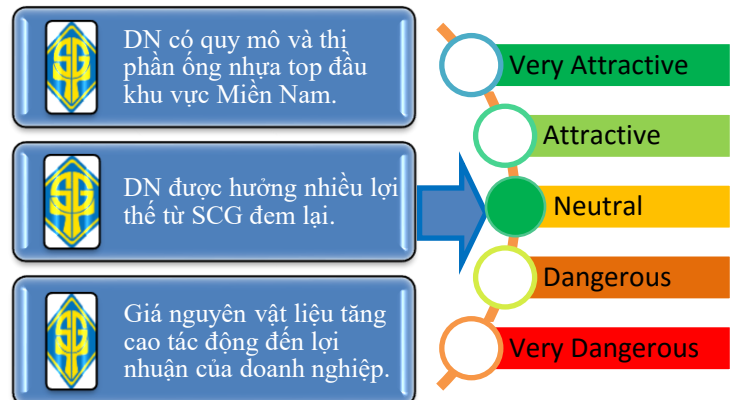 DN có quy mô và thị
phần ống nhựa top đầu
khu vực Miền Nam.
DN được hưởng nhiều lợi
thế từ SCG đem lại.
Giá nguyên vật liệu tăng
cao tác động đến lợi
nhuận của doanh nghiệp.
Very Attractive
Attractive
Neutral
Dangerous
Very Dangerous